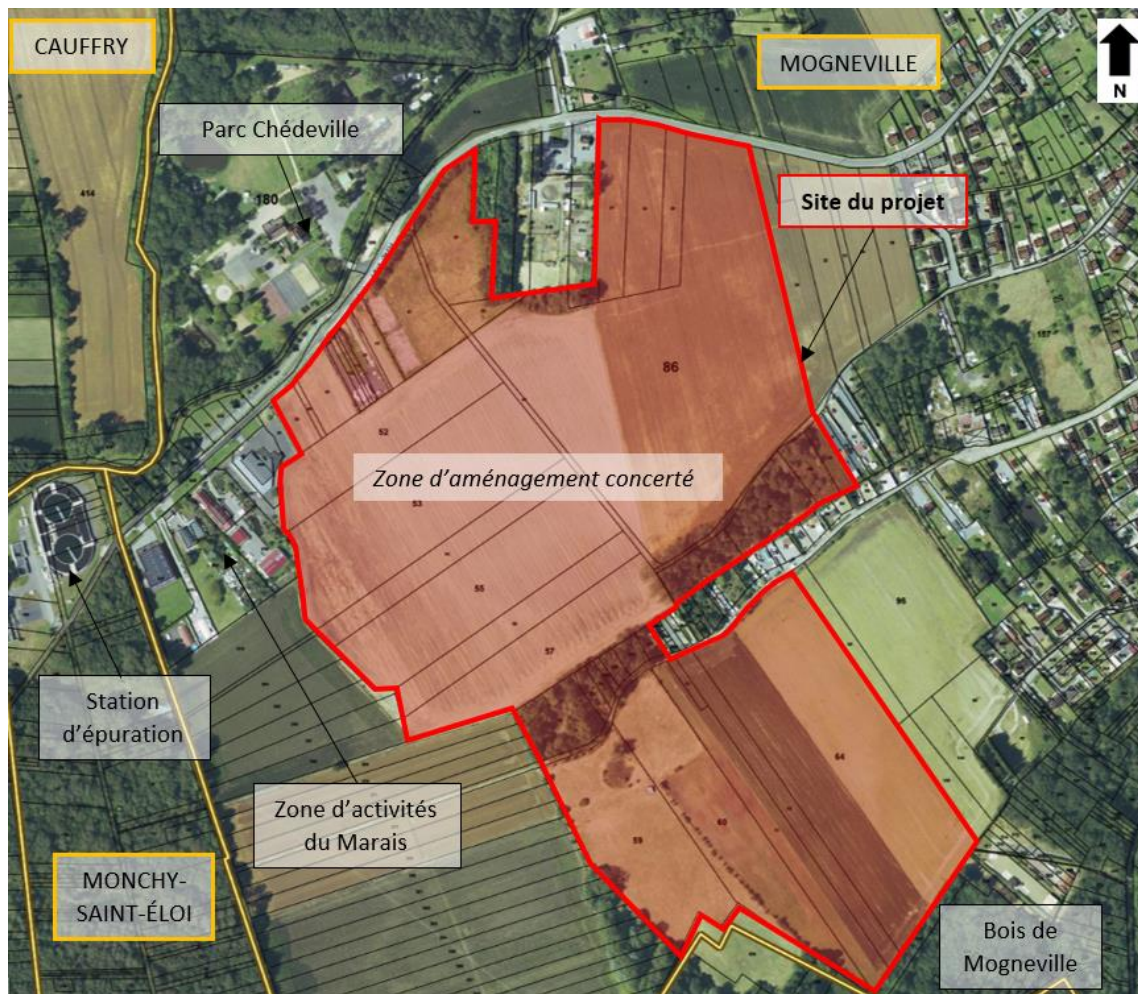 CAUFFRY
MOGNEVILLE
N
Parc Chédeville
414
180
Site du projet
157
86
52
Zone d'aménagement concerté
53
55
96
57
Station
d'épuration
64
Zone d'activités
du Marais
60
59
MONCHY-
SAINT-ÉLOI
Bois de
Mogneville